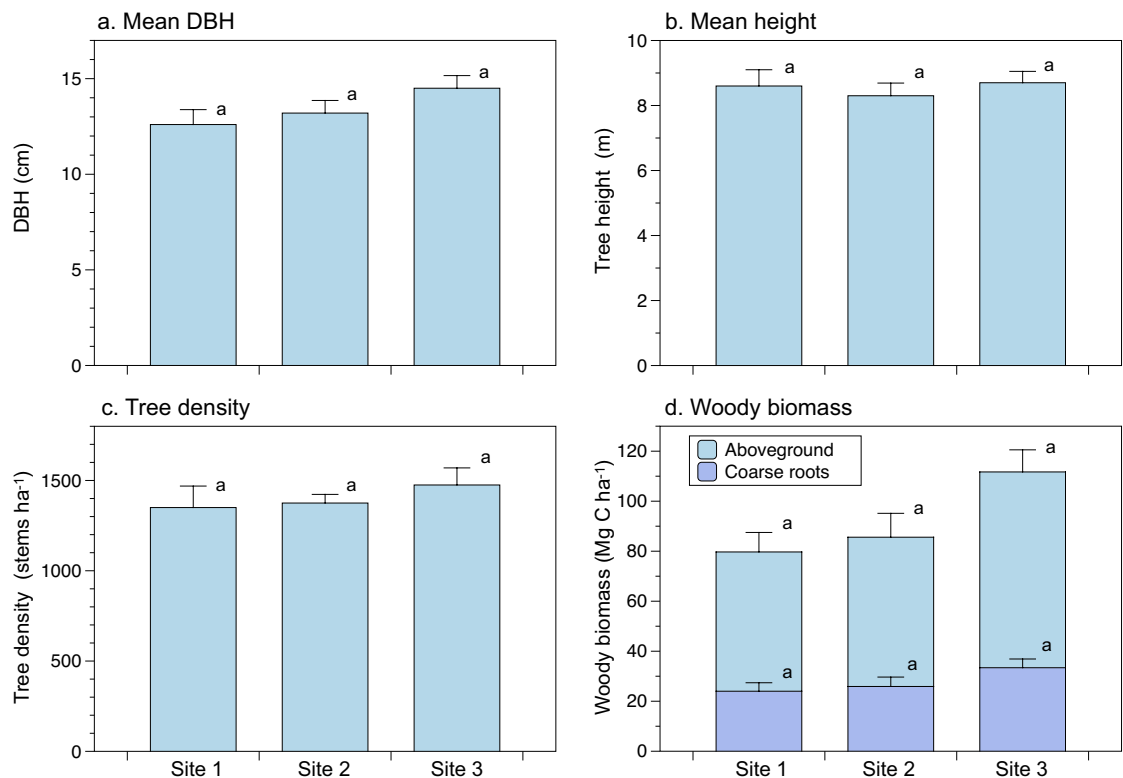 a. Mean DBH
DBH (cm)
15
10
5
0
a
a
a
b. Mean height
Tree height (m)
10
8
6
4
2
0
a
a
a
c. Tree density
Tree density (stems ha⁻¹)
1500
1000
500
0
a
a
a
Site 1
Site 2
Site 3
d. Woody biomass
Woody biomass (Mg C ha⁻¹)
120
100
80
60
40
20
0
Aboveground
Coarse roots
a
a
a
a
a
a
Site 1
Site 2
Site 3